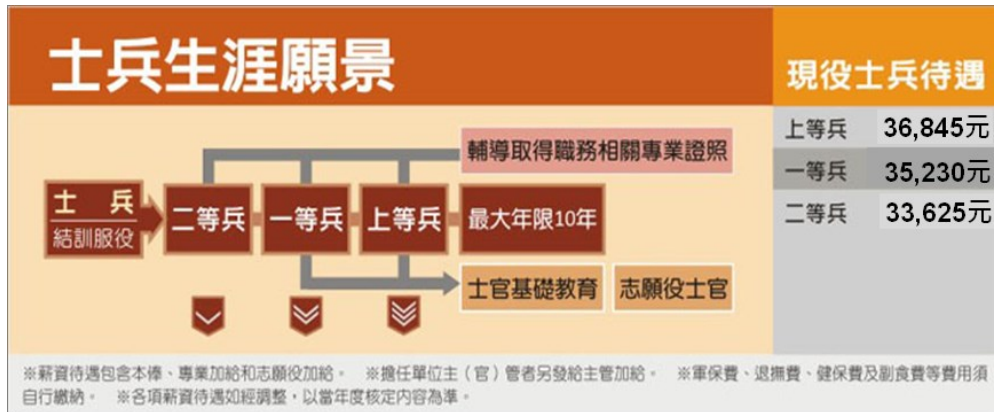 士兵生涯願景
現役士兵待遇
上等兵 36,845元
一等兵 35,230元
二等兵 33,625元
輔導取得職務相關專業證照
士 兵
結訓服役
二等兵
一等兵
上等兵
最大年限10年
士官基礎教育
志願役士官
※薪資待遇包含本俸、專業加給和志願役加給。 ※擔任單位主（官）管者另發給主管加給。 ※軍保費、退撫費、健保費及副食費等費用須
自行繳納。 ※各項薪資待遇如經調整，以當年度核定內容為準。